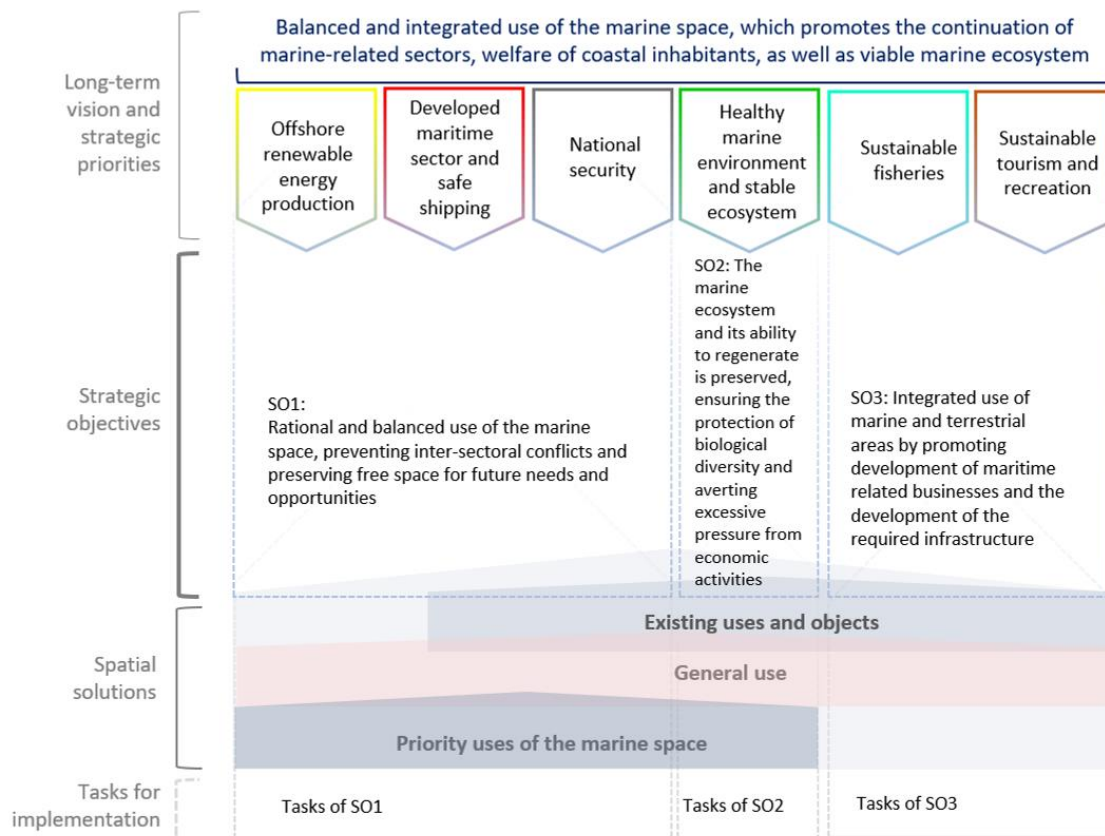 Balanced and integrated use of the marine space, which promotes the continuation of
marine-related sectors, welfare of coastal inhabitants, as well as viable marine ecosystem
Long-term
vision and
strategic
priorities
Offshore
renewable
energy
production
Developed
maritime
sector and
safe
shipping
National
security
Healthy
marine
environment
and stable
ecosystem
Sustainable
fisheries
Sustainable
tourism and
recreation
Strategic
objectives
SO1:
Rational and balanced use of the marine
space, preventing inter-sectoral conflicts and
preserving free space for future needs and
opportunities
SO2: The
marine
ecosystem
and its ability
to regenerate
is preserved,
ensuring the
protection of
biological
diversity and
averting
excessive
pressure from
economic
activities
SO3: Integrated use of
marine and terrestrial
areas by promoting
development of maritime
related businesses and the
development of the
required infrastructure
Spatial
solutions
Existing uses and objects
General use
Priority uses of the marine space
Tasks for
implementation
Tasks of SO1
Tasks of SO2
Tasks of SO3